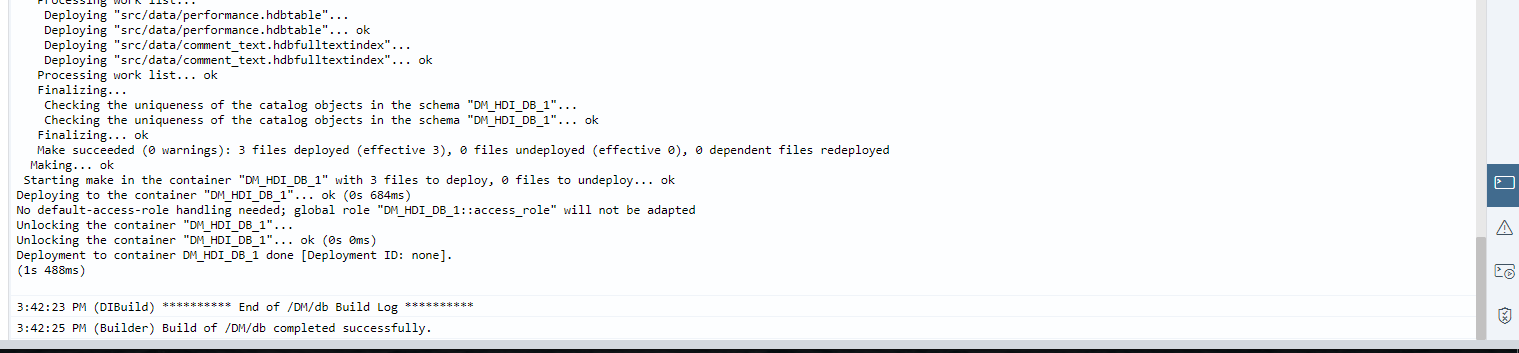 Processing work list...
Deploying "src/data/performance.hdbtable"...
Deploying "src/data/performance.hdbtable"... ok
Deploying "src/data/comment_text.hdbfulltextindex"...
Deploying "src/data/comment_text.hdbfulltextindex"... ok
Processing work list... ok
Finalizing...
Checking the uniqueness of the catalog objects in the schema "DM_HDI_DB_1"...
Checking the uniqueness of the catalog objects in the schema "DM_HDI_DB_1"... ok
Finalizing... ok
Make succeeded (0 warnings): 3 files deployed (effective 3), 0 files undeployed (effective 0), 0 dependent files redeployed
Making... ok
Starting make in the container "DM_HDI_DB_1" with 3 files to deploy, 0 files to undeploy... ok
Deploying to the container "DM_HDI_DB_1"... ok (0s 684ms)
No default-access-role handling needed; global role "DM_HDI_DB_1::access_role" will not be adapted
Unlocking the container "DM_HDI_DB_1"...
Unlocking the container "DM_HDI_DB_1"... ok (0s 0ms)
Deployment to container DM_HDI_DB_1 done [Deployment ID: none].
(1s 488ms)
3:42:23 PM (DIBuild) ********** End of /DM/db Build Log **********
3:42:25 PM (Builder) Build of /DM/db completed successfully.